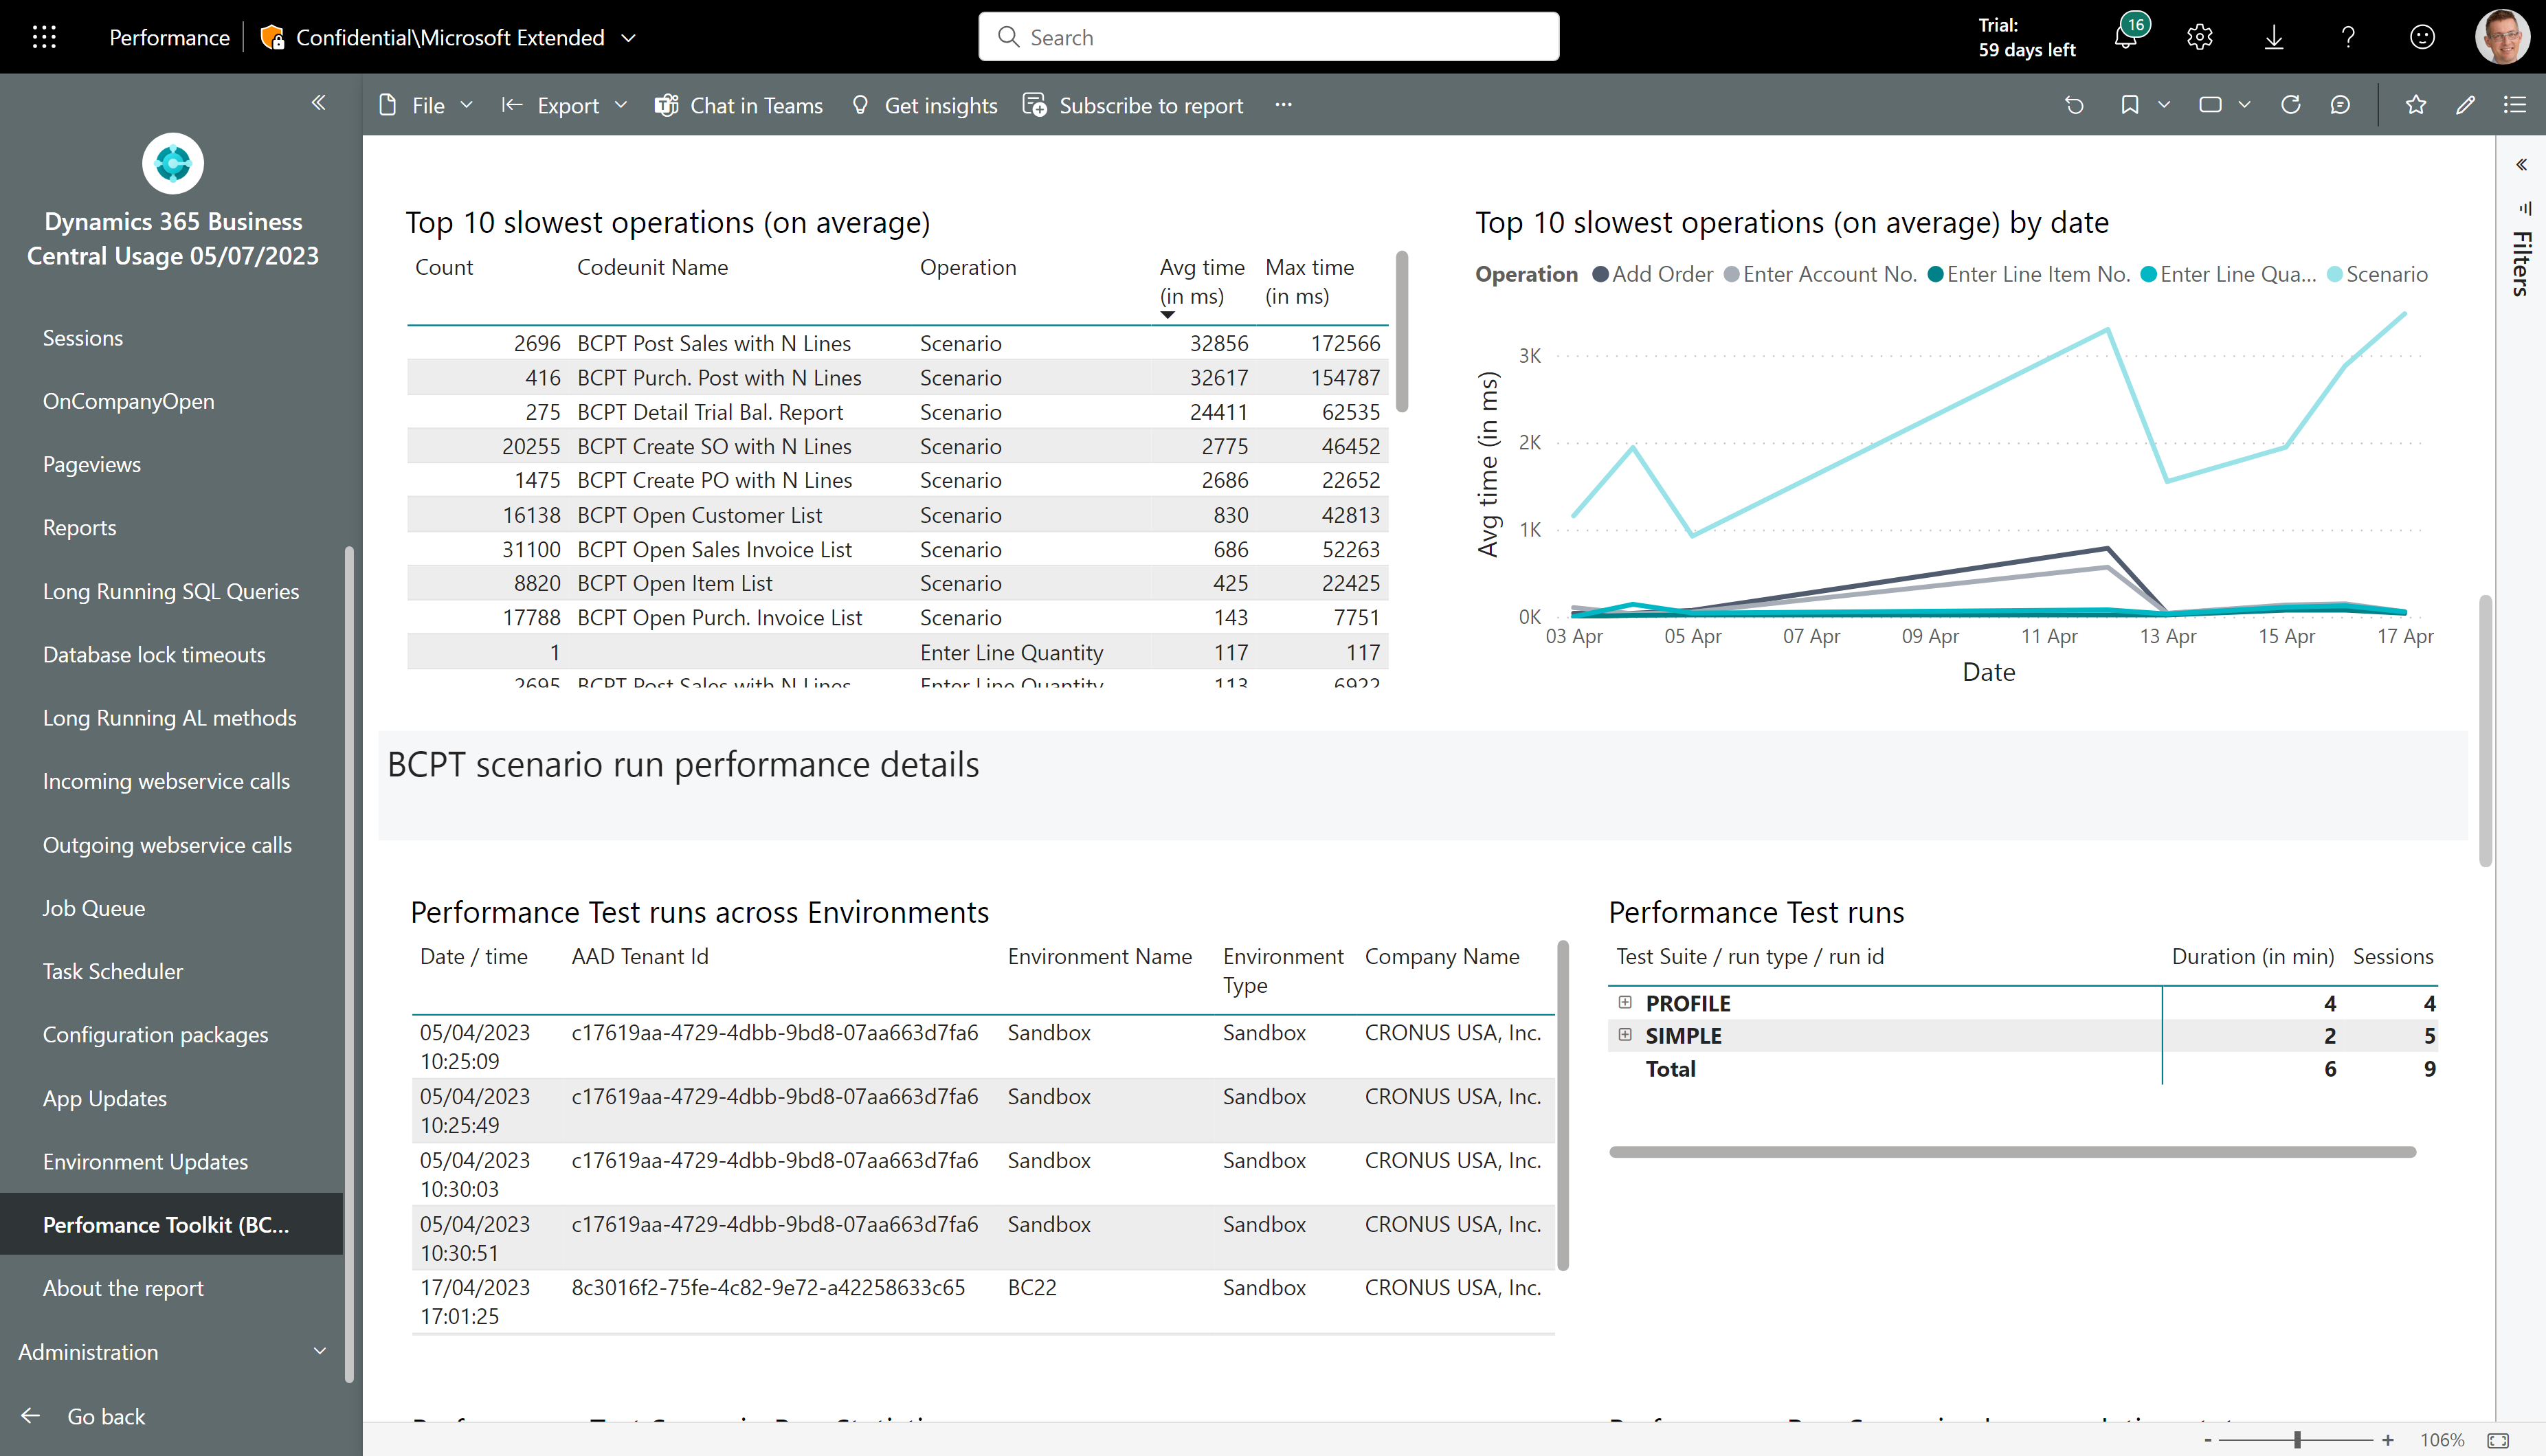 Performance
Confidential\Microsoft Extended
Search
Trial:
59 days left
16
File
Export
Chat in Teams
Get insights
Subscribe to report
Dynamics 365 Business
Central Usage 05/07/2023
Sessions
OnCompanyOpen
Pageviews
Reports
Long Running SQL Queries
Database lock timeouts
Long Running AL methods
Incoming webservice calls
Outgoing webservice calls
Job Queue
Task Scheduler
Configuration packages
App Updates
Environment Updates
Perfomance Toolkit (BC...
About the report
Administration
Go back
Top 10 slowest operations (on average)
Count Codeunit Name Operation Avg time (in ms) Max time (in ms)
2696 BCPT Post Sales with N Lines Scenario 32856 172566
416 BCPT Purch. Post with N Lines Scenario 32617 154787
275 BCPT Detail Trial Bal. Report Scenario 24411 62535
20255 BCPT Create SO with N Lines Scenario 2775 46452
1475 BCPT Create PO with N Lines Scenario 2686 22652
16138 BCPT Open Customer List Scenario 830 42813
31100 BCPT Open Sales Invoice List Scenario 686 52263
8820 BCPT Open Item List Scenario 425 22425
17788 BCPT Open Purch. Invoice List Scenario 143 7751
1 Enter Line Quantity 117 117
2695 BCPT Post Sales with N Lines Enter Line Quantity 113 6922
Top 10 slowest operations (on average) by date
Operation Add Order Enter Account No. Enter Line Item No. Enter Line Qua... Scenario
Avg time (in ms)
3K
2K
1K
0K
03 Apr 05 Apr 07 Apr 09 Apr 11 Apr 13 Apr 15 Apr 17 Apr
Date
Filters
BCPT scenario run performance details
Performance Test runs across Environments
Date / time AAD Tenant Id Environment Name Environment Type Company Name
05/04/2023 10:25:09 c17619aa-4729-4dbb-9bd8-07aa663d7fa6 Sandbox Sandbox CRONUS USA, Inc.
05/04/2023 10:25:49 c17619aa-4729-4dbb-9bd8-07aa663d7fa6 Sandbox Sandbox CRONUS USA, Inc.
05/04/2023 10:30:03 c17619aa-4729-4dbb-9bd8-07aa663d7fa6 Sandbox Sandbox CRONUS USA, Inc.
05/04/2023 10:30:51 c17619aa-4729-4dbb-9bd8-07aa663d7fa6 Sandbox Sandbox CRONUS USA, Inc.
17/04/2023 17:01:25 8c3016f2-75fe-4c82-9e72-a42258633c65 BC22 Sandbox CRONUS USA, Inc.
Performance Test runs
Test Suite / run type / run id Duration (in min) Sessions
PROFILE 4 4
SIMPLE 2 5
Total 6 9
106%